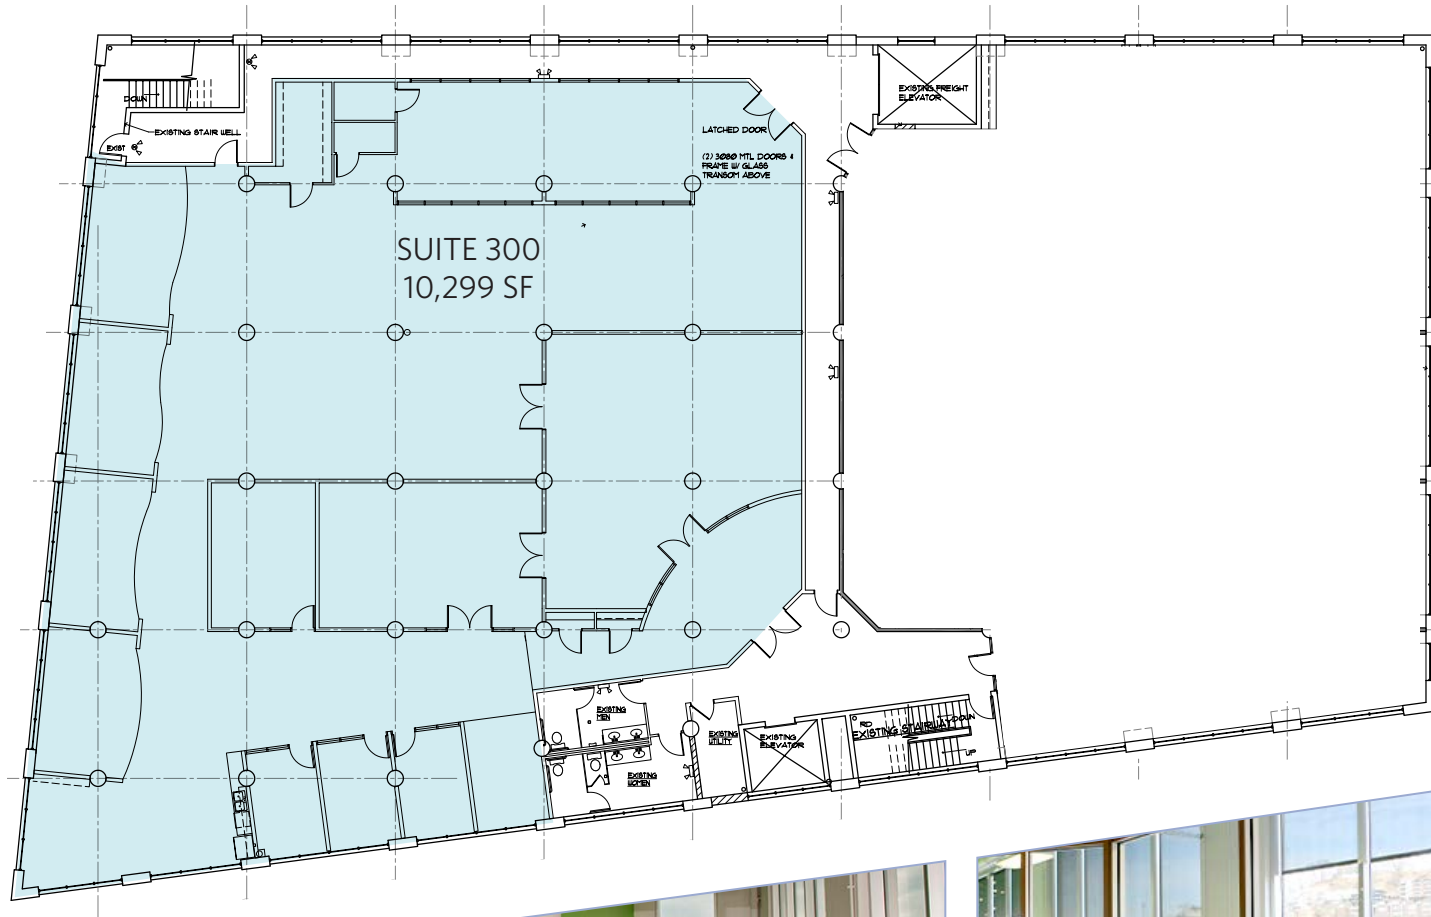 EXISTING FREIGHT
ELEVATOR
DOWN
EXISTING STAIR WELL
EXIST
LATCHED DOOR
(2) 3080 MTL DOORS &
FRAME W/ GLASS
TRANSOM ABOVE
SUITE 300
10,299 SF
EXISTING
MEN
EXISTING
UTILITY
EXISTING
ELEVATOR
RD
DOWN
EXISTING STAIRWAY
UP
EXISTING
WOMEN